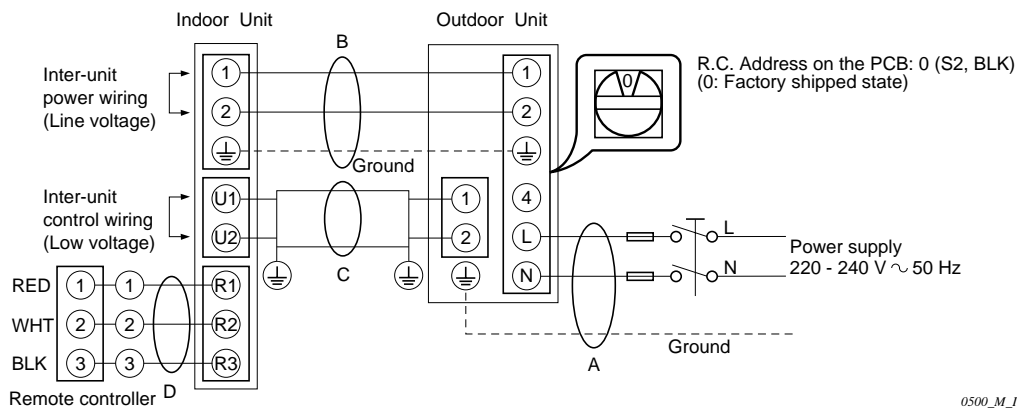 Indoor Unit
Outdoor Unit
B
R.C. Address on the PCB: 0 (S2, BLK)
(0: Factory shipped state)
0
Inter-unit
power wiring
(Line voltage)
1
2
1
2
Ground
Inter-unit
control wiring
(Low voltage)
U1
U2
C
1
2
4
L
N
L
N
Power supply
220 - 240 V ~ 50 Hz
Ground
A
RED
1
1
R1
WHT
2
2
R2
BLK
3
3
R3
Remote controller
D
0500_M_I